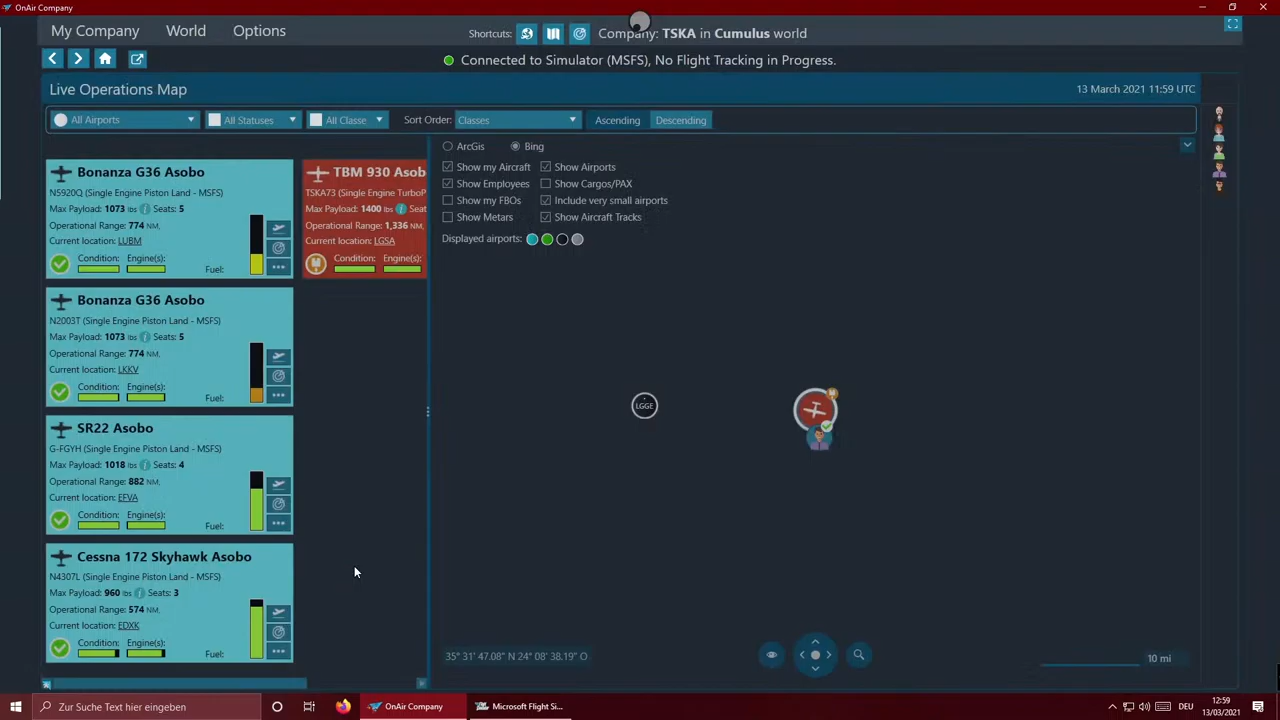 OnAir Company
My Company
World
Options
Shortcuts:
Company: TSKA in Cumulus world
Connected to Simulator (MSFS), No Flight Tracking in Progress.
Live Operations Map
13 March 2021 11:59 UTC
All Airports
All Statuses
All Classe
Sort Order:
Classes
Ascending
Descending
ArcGis
Bing
Show my Aircraft
Show Airports
Show Employees
Show Cargos/PAX
Show my FBOs
Include very small airports
Show Metars
Show Aircraft Tracks
Displayed airports:
Bonanza G36 Asobo
N5920Q (Single Engine Piston Land - MSFS)
Max Payload: 1073 lbs i Seats: 5
Operational Range: 774 NM,
Current location: LUBM
Condition: Engine(s):
Fuel:
TBM 930 Asob
TSKA73 (Single Engine TurboP
Max Payload: 1400 lbs i Seat
Operational Range: 1,336 NM,
Current location: LGSA
M
Condition: Engine(s):
Bonanza G36 Asobo
N2003T (Single Engine Piston Land - MSFS)
Max Payload: 1073 lbs i Seats: 5
Operational Range: 774 NM,
Current location: LKKV
Condition: Engine(s):
Fuel:
SR22 Asobo
G-FGYH (Single Engine Piston Land - MSFS)
Max Payload: 1018 lbs i Seats: 4
Operational Range: 882 NM,
Current location: EFVA
Condition: Engine(s):
Fuel:
Cessna 172 Skyhawk Asobo
N4307L (Single Engine Piston Land - MSFS)
Max Payload: 960 lbs i Seats: 3
Operational Range: 574 NM,
Current location: EDXK
Condition: Engine(s):
Fuel:
LGGE
M
35° 31' 47.08" N 24° 08' 38.19" O
10 mi
Zur Suche Text hier eingeben
OnAir Company
Microsoft Flight Si...
DEU
12:59
13/03/2021